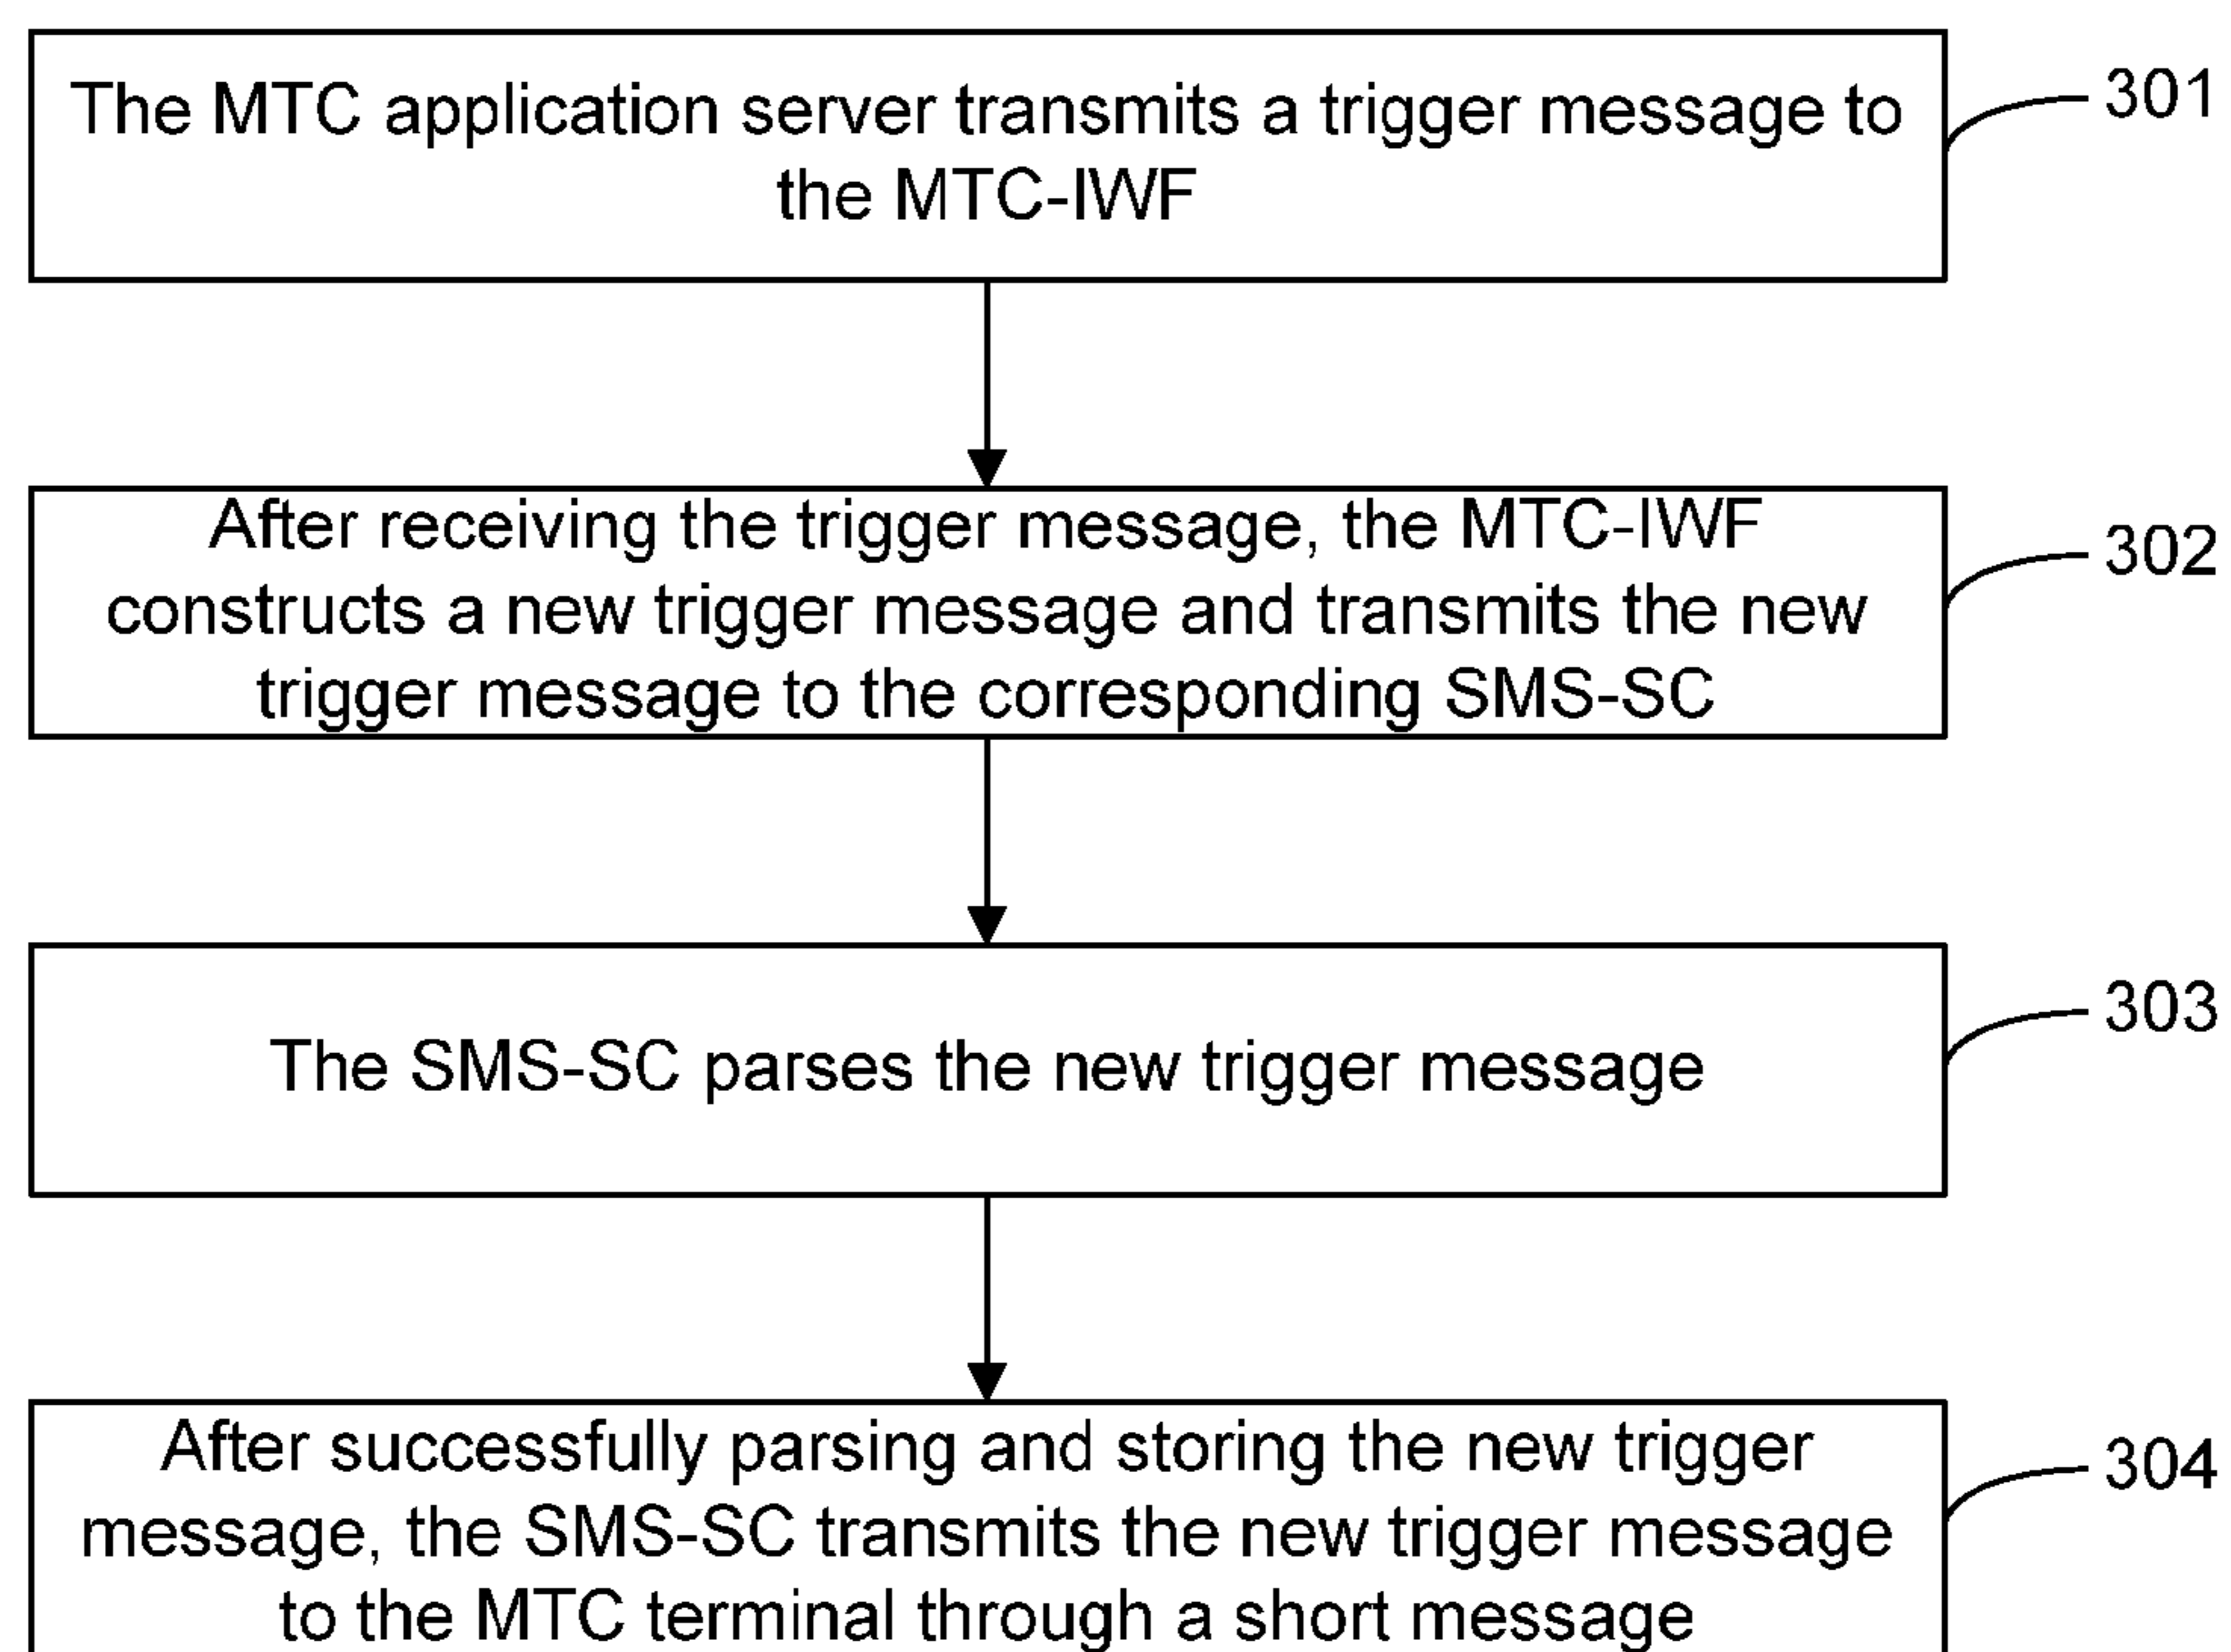 The MTC application server transmits a trigger message to
the MTC-IWF
301
After receiving the trigger message, the MTC-IWF
constructs a new trigger message and transmits the new
trigger message to the corresponding SMS-SC
302
The SMS-SC parses the new trigger message
303
After successfully parsing and storing the new trigger
message, the SMS-SC transmits the new trigger message
to the MTC terminal through a short message
304